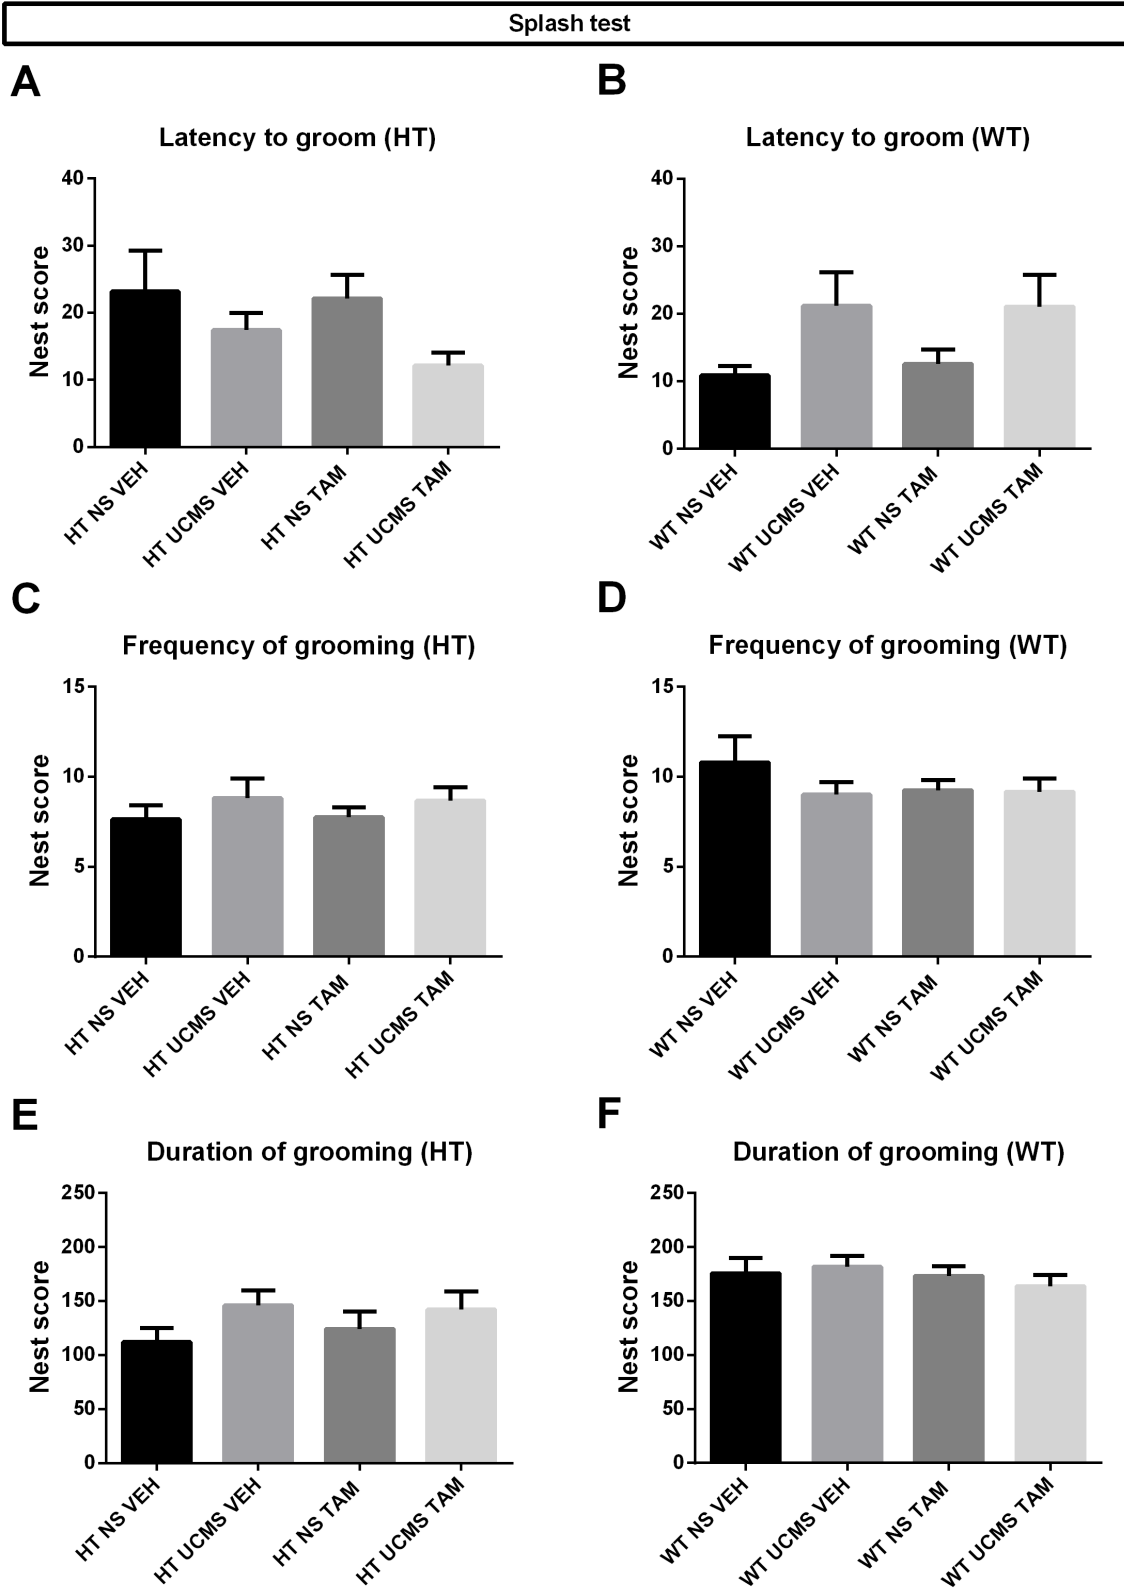 Splash test
A
Latency to groom (HT)
Nest score
40
30
20
10
0
HT NS VEH
HT UCMS VEH
HT NS TAM
HT UCMS TAM
B
Latency to groom (WT)
Nest score
40
30
20
10
0
WT NS VEH
WT UCMS VEH
WT NS TAM
WT UCMS TAM
C
Frequency of grooming (HT)
Nest score
15
10
5
0
HT NS VEH
HT UCMS VEH
HT NS TAM
HT UCMS TAM
D
Frequency of grooming (WT)
Nest score
15
10
5
0
WT NS VEH
WT UCMS VEH
WT NS TAM
WT UCMS TAM
E
Duration of grooming (HT)
Nest score
250
200
150
100
50
0
HT NS VEH
HT UCMS VEH
HT NS TAM
HT UCMS TAM
F
Duration of grooming (WT)
Nest score
250
200
150
100
50
0
WT NS VEH
WT UCMS VEH
WT NS TAM
WT UCMS TAM